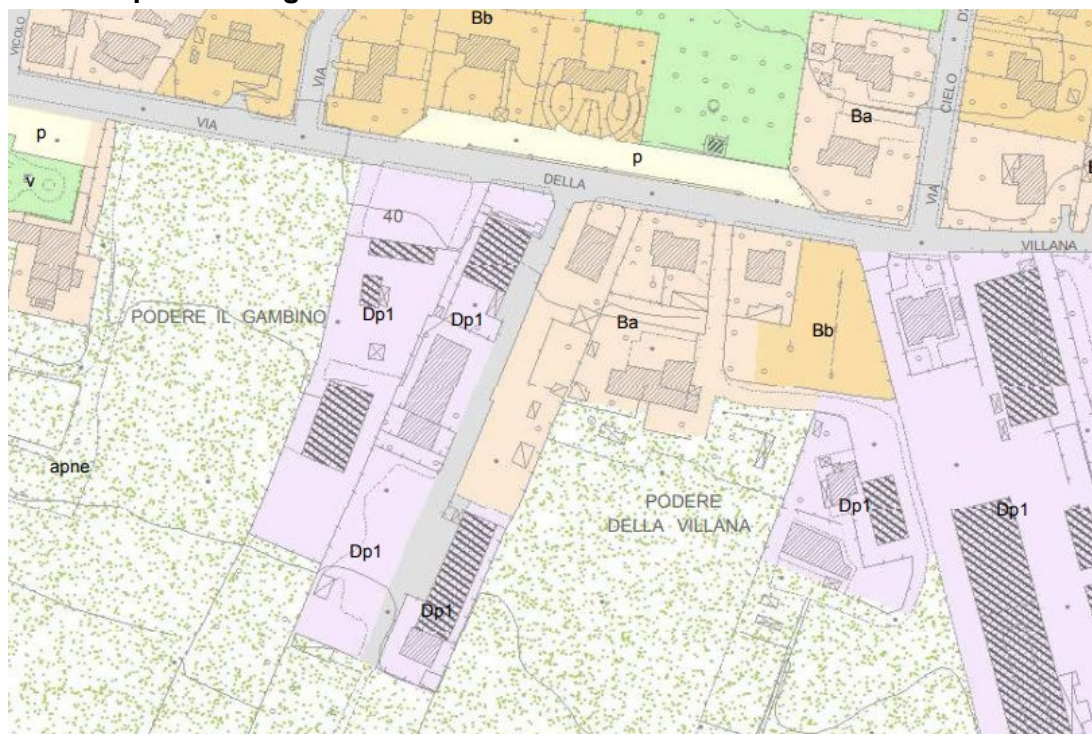 Bb
VICOLO
VIA
CIELO
Ba
p
VIA
p
v
DELLA
VIA
40
VILLANA
PODERE IL GAMBINO
Dp1
Dp1
Ba
Bb
apne
PODERE
DELLA VILLANA
Dp1
Dp1
Dp1
Dp1